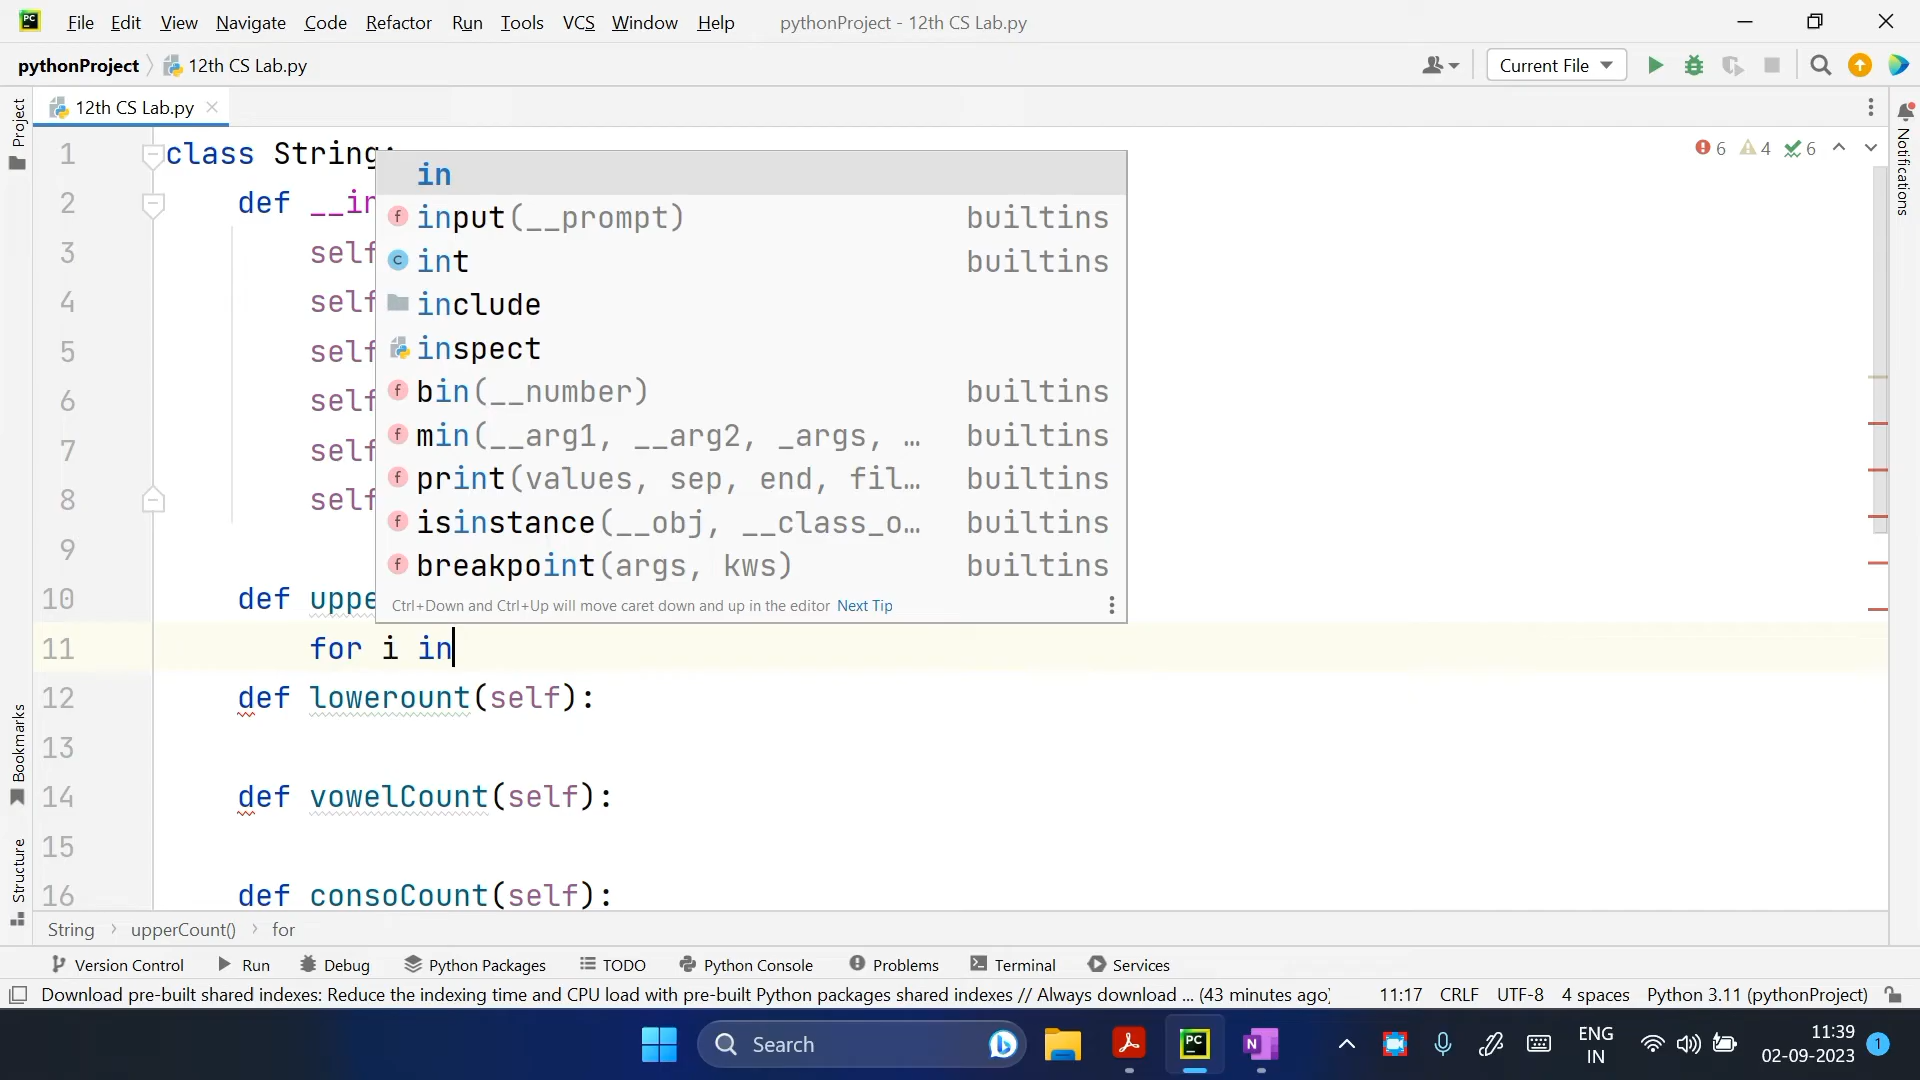 File Edit View Navigate Code Refactor Run Tools VCS Window Help pythonProject - 12th CS Lab.py
pythonProject 12th CS Lab.py Current File
12th CS Lab.py
Project
Bookmarks
Structure
Notifications
6 4 6
1 class String:
2 def __in
3 self
4 self
5 self
6 self
7 self
8 self
9
10 def uppe
11 for i in
12 def lowerount(self):
13
14 def vowelCount(self):
15
16 def consoCount(self):
in
input(__prompt) builtins
int builtins
include
inspect
bin(__number) builtins
min(__arg1, __arg2, _args, … builtins
print(values, sep, end, fil… builtins
isinstance(__obj, __class_o… builtins
breakpoint(args, kws) builtins
Ctrl+Down and Ctrl+Up will move caret down and up in the editor Next Tip
String upperCount() for
Version Control Run Debug Python Packages TODO Python Console Problems Terminal Services
Download pre-built shared indexes: Reduce the indexing time and CPU load with pre-built Python packages shared indexes // Always download ... (43 minutes ago) 11:17 CRLF UTF-8 4 spaces Python 3.11 (pythonProject)
Search
ENG
IN
11:39
02-09-2023
1